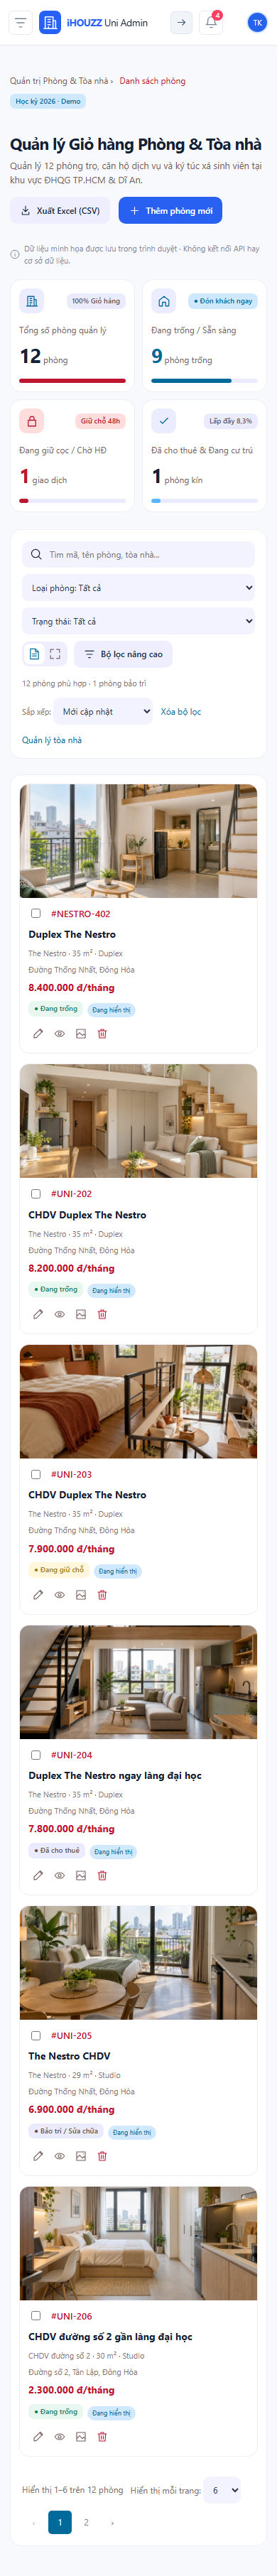 iHOUZZ Uni Admin
4
TK
Quản trị Phòng & Tòa nhà › Danh sách phòng
Học kỳ 2026 · Demo
Quản lý Giỏ hàng Phòng & Tòa nhà
Quản lý 12 phòng trọ, căn hộ dịch vụ và ký túc xá sinh viên tại
khu vực ĐHQG TP.HCM & Dĩ An.
Xuất Excel (CSV)
Thêm phòng mới
Dữ liệu minh họa được lưu trong trình duyệt · Không kết nối API hay
cơ sở dữ liệu.
100% Giỏ hàng
Tổng số phòng quản lý
12 phòng
● Đón khách ngay
Đang trống / Sẵn sàng
9 phòng trống
Giữ chỗ 48h
Đang giữ cọc / Chờ HĐ
1 giao dịch
Lấp đầy 8,3%
Đã cho thuê & Đang cư trú
1 phòng kín
Tìm mã, tên phòng, tòa nhà...
Loại phòng: Tất cả
Trạng thái: Tất cả
Bộ lọc nâng cao
12 phòng phù hợp · 1 phòng bảo trì
Sắp xếp: Mới cập nhật Xóa bộ lọc
Quản lý tòa nhà
#NESTRO-402
Duplex The Nestro
The Nestro · 35 m² · Duplex
Đường Thống Nhất, Đông Hòa
8.400.000 đ/tháng
● Đang trống Đang hiển thị
#UNI-202
CHDV Duplex The Nestro
The Nestro · 35 m² · Duplex
Đường Thống Nhất, Đông Hòa
8.200.000 đ/tháng
● Đang trống Đang hiển thị
#UNI-203
CHDV Duplex The Nestro
The Nestro · 35 m² · Duplex
Đường Thống Nhất, Đông Hòa
7.900.000 đ/tháng
● Đang giữ chỗ Đang hiển thị
#UNI-204
Duplex The Nestro ngay làng đại học
The Nestro · 35 m² · Duplex
Đường Thống Nhất, Đông Hòa
7.800.000 đ/tháng
● Đã cho thuê Đang hiển thị
#UNI-205
The Nestro CHDV
The Nestro · 29 m² · Studio
Đường Thống Nhất, Đông Hòa
6.900.000 đ/tháng
● Bảo trì / Sửa chữa Đang hiển thị
#UNI-206
CHDV đường số 2 gần làng đại học
CHDV đường số 2 · 30 m² · Studio
Đường số 2, Tân Lập, Đông Hòa
2.300.000 đ/tháng
● Đang trống Đang hiển thị
Hiển thị 1–6 trên 12 phòng Hiển thị mỗi trang: 6
‹ 1 2 ›